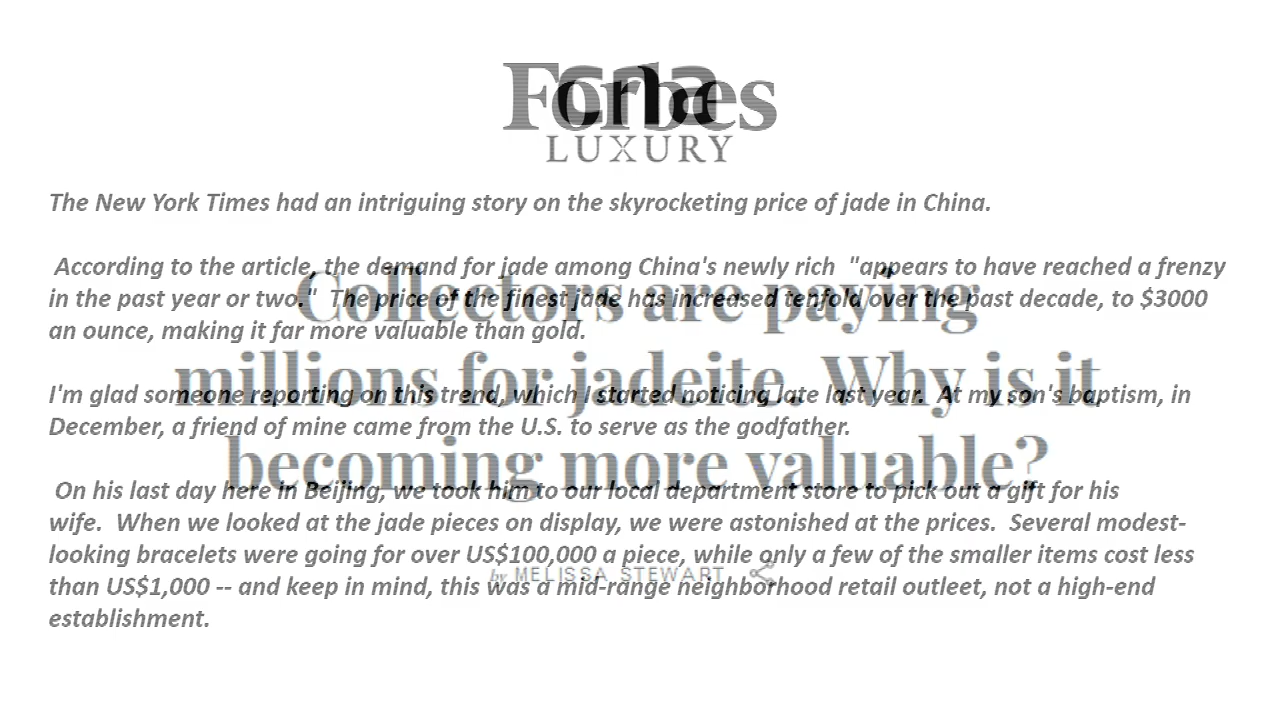 Forbes
cna
LUXURY
The New York Times had an intriguing story on the skyrocketing price of jade in China.
According to the article, the demand for jade among China's newly rich "appears to have reached a frenzy
in the past year or two." The price of the finest jade has increased tenfold over the past decade, to $3000
an ounce, making it far more valuable than gold.
I'm glad someone reporting on this trend, which I started noticing late last year. At my son's baptism, in
December, a friend of mine came from the U.S. to serve as the godfather.
On his last day here in Beijing, we took him to our local department store to pick out a gift for his
wife. When we looked at the jade pieces on display, we were astonished at the prices. Several modest-
looking bracelets were going for over US$100,000 a piece, while only a few of the smaller items cost less
than US$1,000 -- and keep in mind, this was a mid-range neighborhood retail outleet, not a high-end
establishment.
Collectors are paying
millions for jadeite. Why is it
becoming more valuable?
by MELISSA STEWART